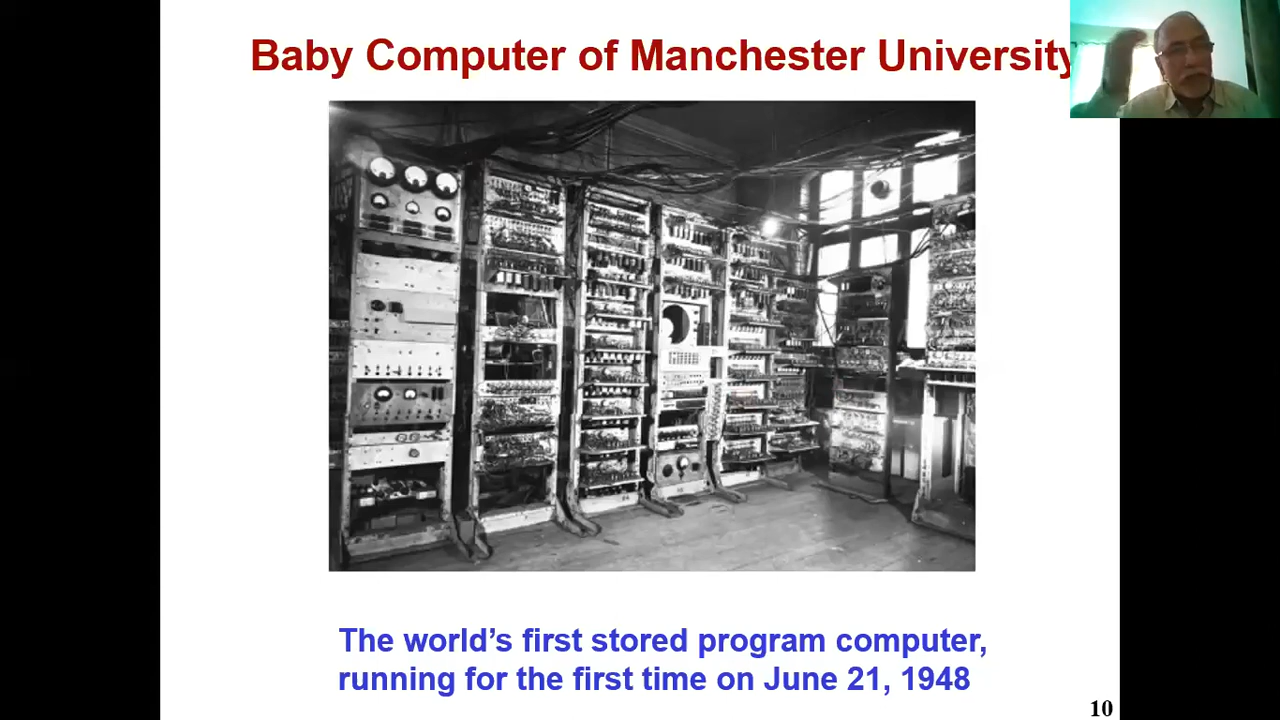 Baby Computer of Manchester University
The world’s first stored program computer,
running for the first time on June 21, 1948
10